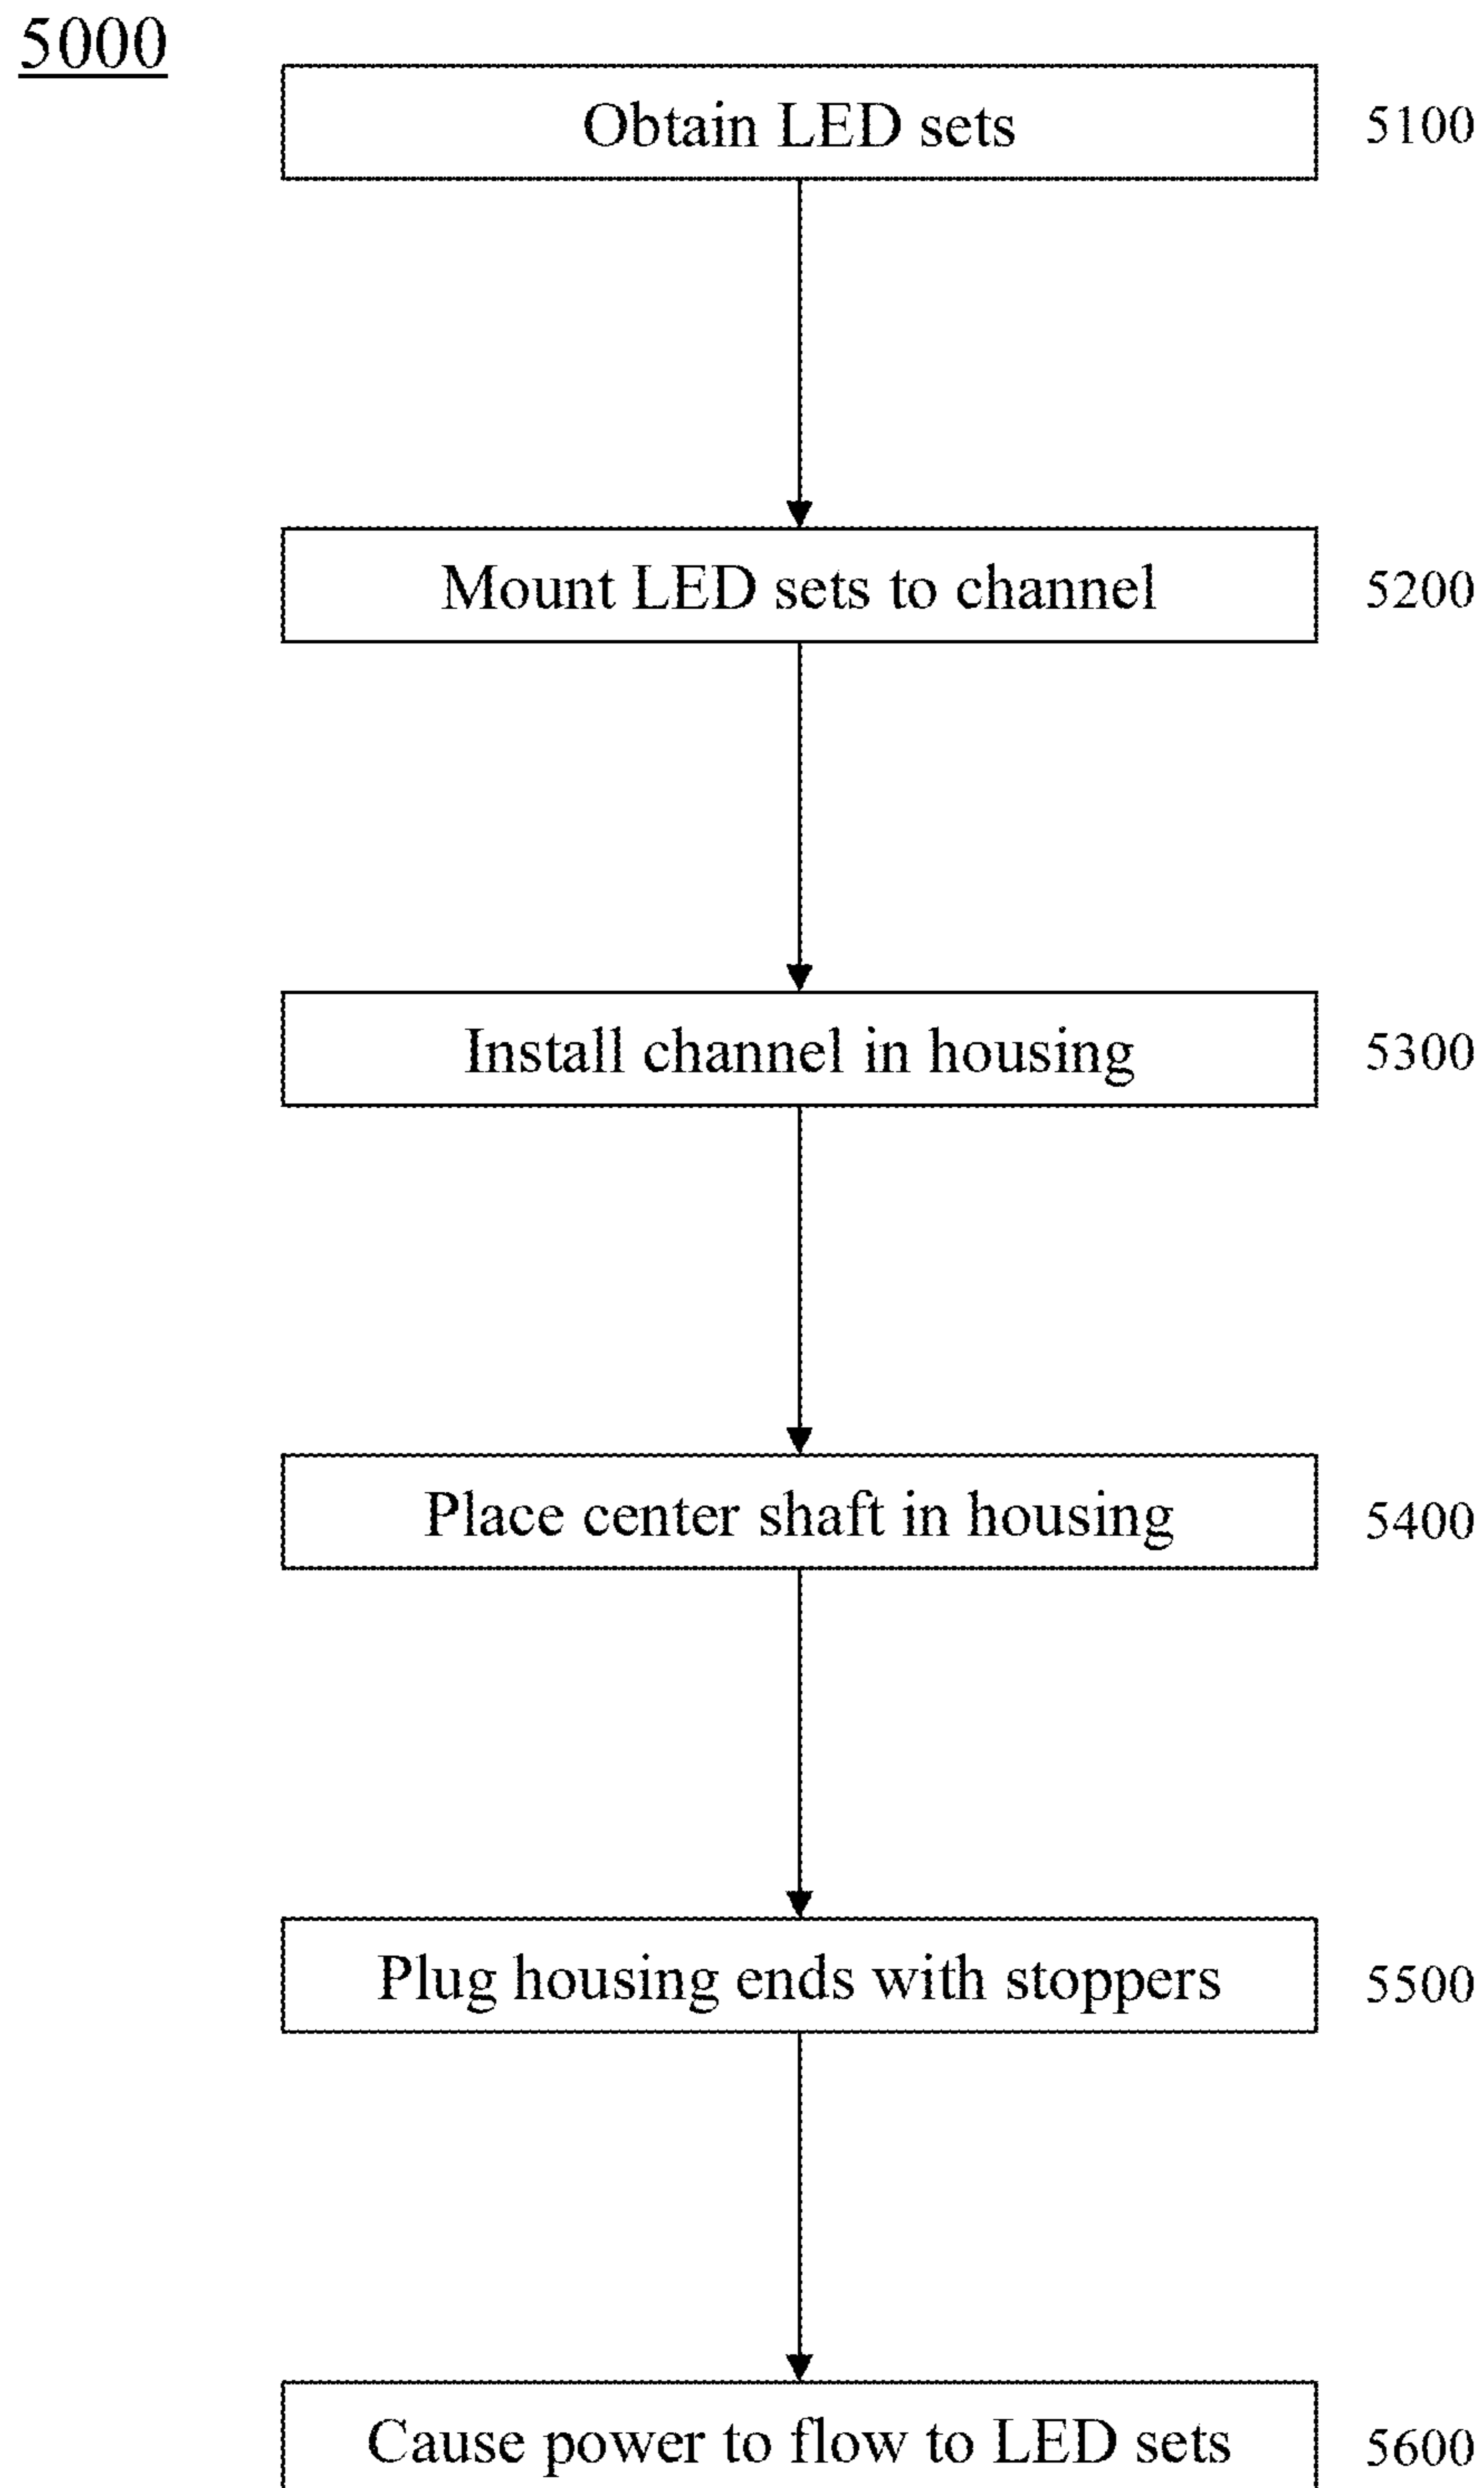 5000
Obtain LED sets 5100
Mount LED sets to channel 5200
Install channel in housing 5300
Place center shaft in housing 5400
Plug housing ends with stoppers 5500
Cause power to flow to LED sets 5600